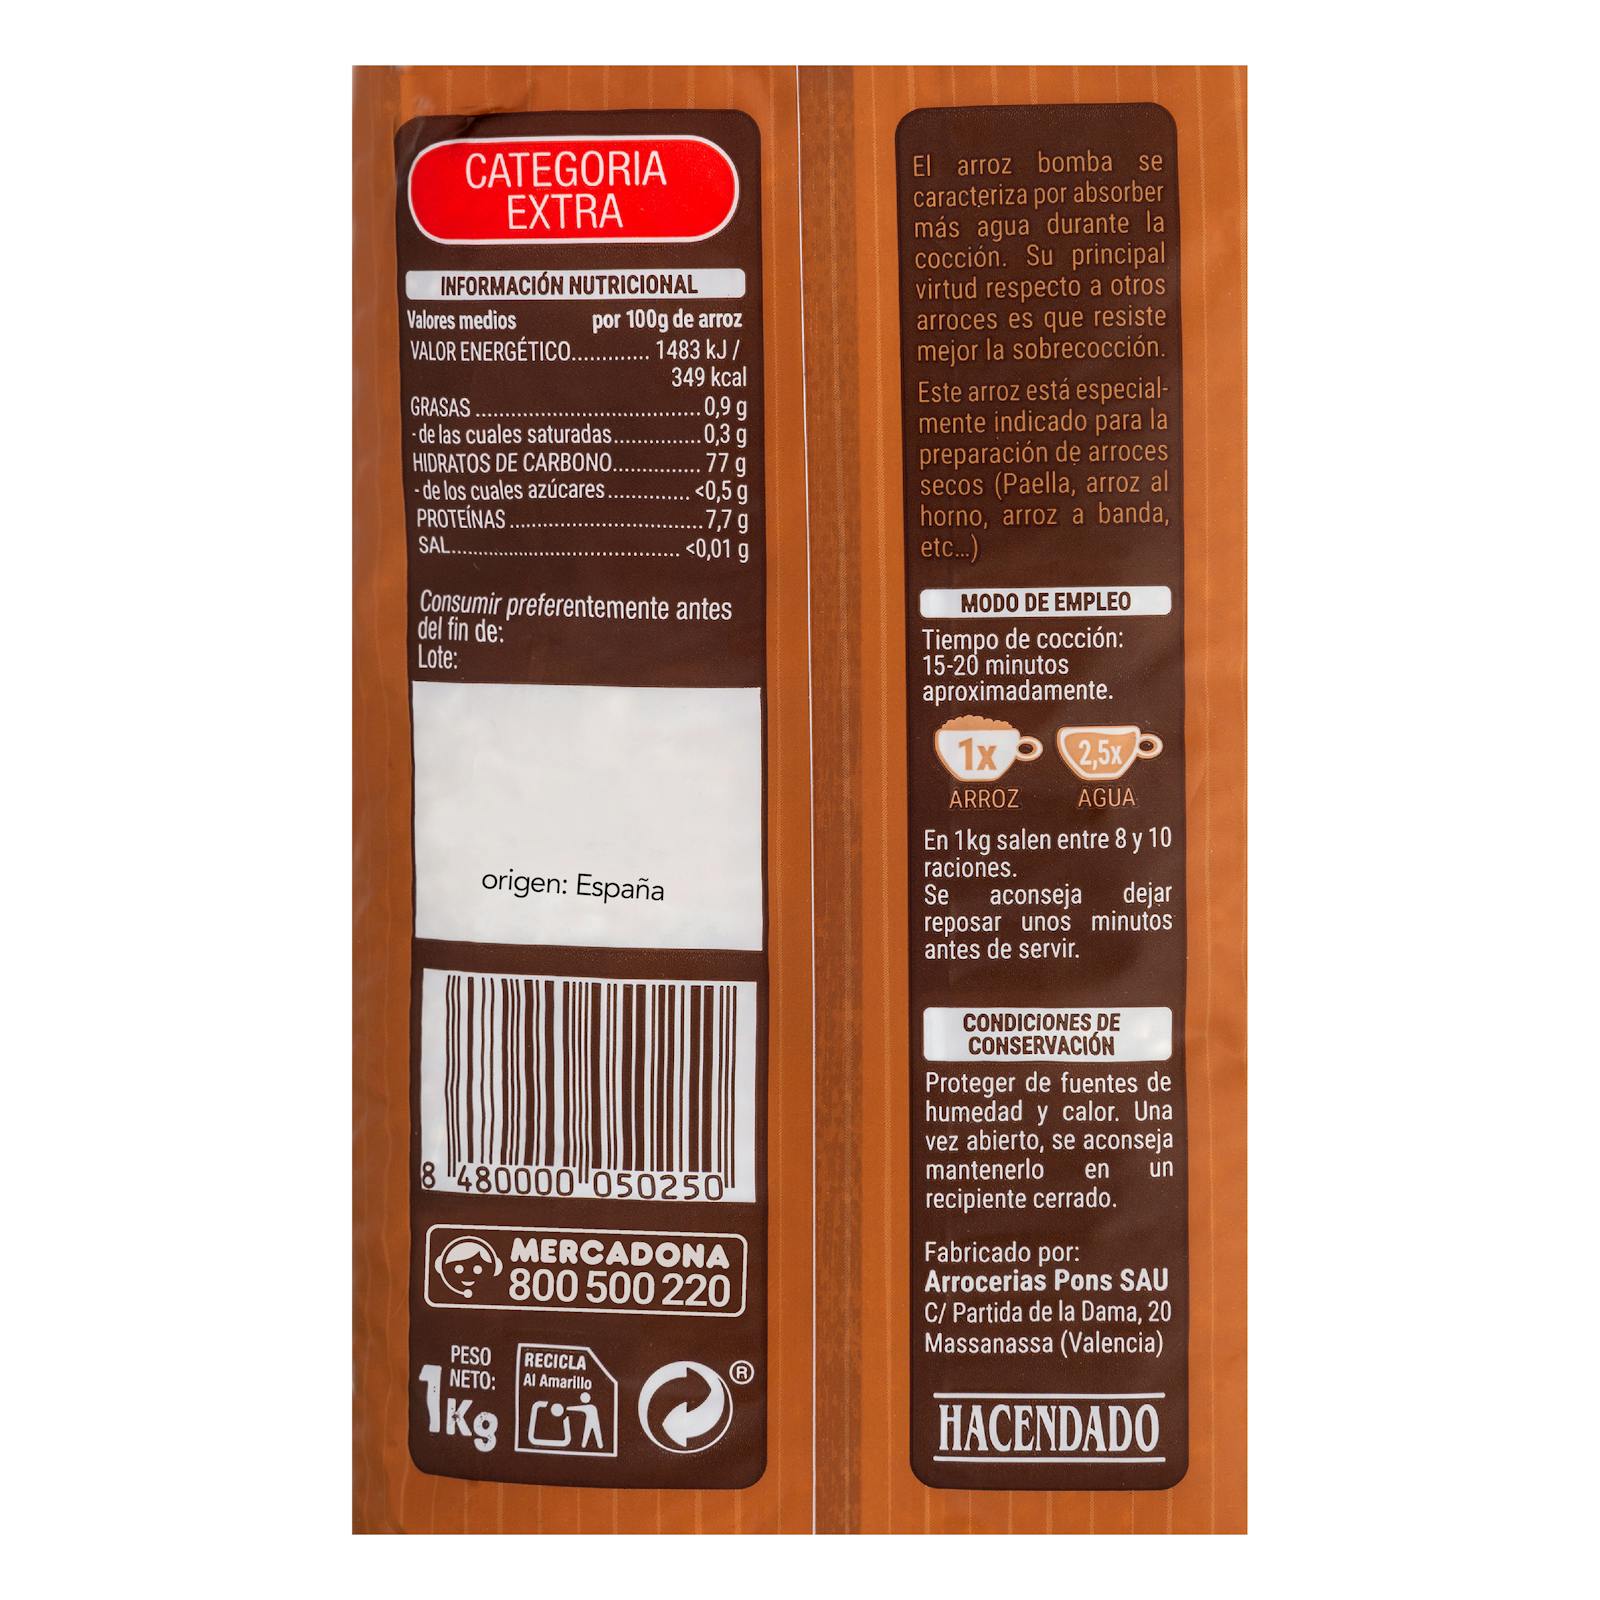 CATEGORIA
EXTRA
INFORMACIÓN NUTRICIONAL
Valores medios por 100g de arroz
VALOR ENERGÉTICO............. 1483 kJ /
349 kcal
GRASAS .................................. 0,9 g
- de las cuales saturadas............. 0,3 g
HIDRATOS DE CARBONO............. 77 g
- de los cuales azúcares............. <0,5 g
PROTEÍNAS ............................. 7,7 g
SAL.................................. <0,01 g
Consumir preferentemente antes
del fin de:
Lote:
origen: España
8 480000 050250
MERCADONA
800 500 220
PESO
NETO:
1Kg
RECICLA
Al Amarillo
®
El arroz bomba se
caracteriza por absorber
más agua durante la
cocción. Su principal
virtud respecto a otros
arroces es que resiste
mejor la sobrecocción.
Este arroz está especial-
mente indicado para la
preparación de arroces
secos (Paella, arroz al
horno, arroz a banda,
etc...)
MODO DE EMPLEO
Tiempo de cocción:
15-20 minutos
aproximadamente.
1x 2,5x
ARROZ AGUA
En 1kg salen entre 8 y 10
raciones.
Se aconseja dejar
reposar unos minutos
antes de servir.
CONDICIONES DE
CONSERVACIÓN
Proteger de fuentes de
humedad y calor. Una
vez abierto, se aconseja
mantenerlo en un
recipiente cerrado.
Fabricado por:
Arrocerias Pons SAU
C/ Partida de la Dama, 20
Massanassa (Valencia)
HACENDADO